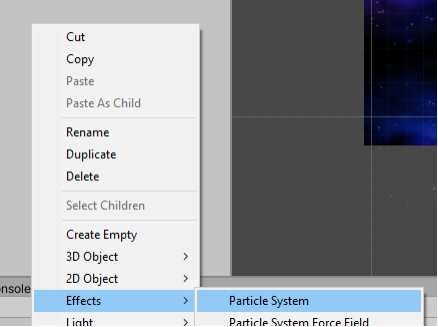 Cut
Copy
Paste
Paste As Child
Rename
Duplicate
Delete
Select Children
Create Empty
3D Object
2D Object
onsole
Effects
Particle System
Light
Particle System Force Field